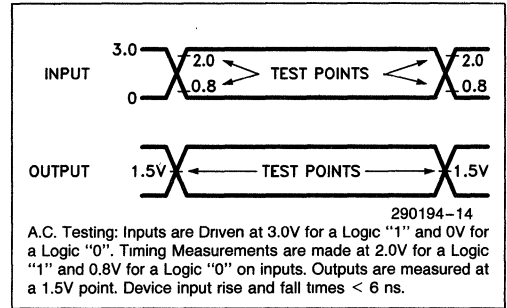 3.0
2.0 2.0
INPUT TEST POINTS
0.8 0.8
0
OUTPUT 1.5V TEST POINTS 1.5V
290194-14
A.C. Testing: Inputs are Driven at 3.0V for a Logic "1" and 0V for
a Logic "0". Timing Measurements are made at 2.0V for a Logic
"1" and 0.8V for a Logic "0" on inputs. Outputs are measured at
a 1.5V point. Device input rise and fall times < 6 ns.